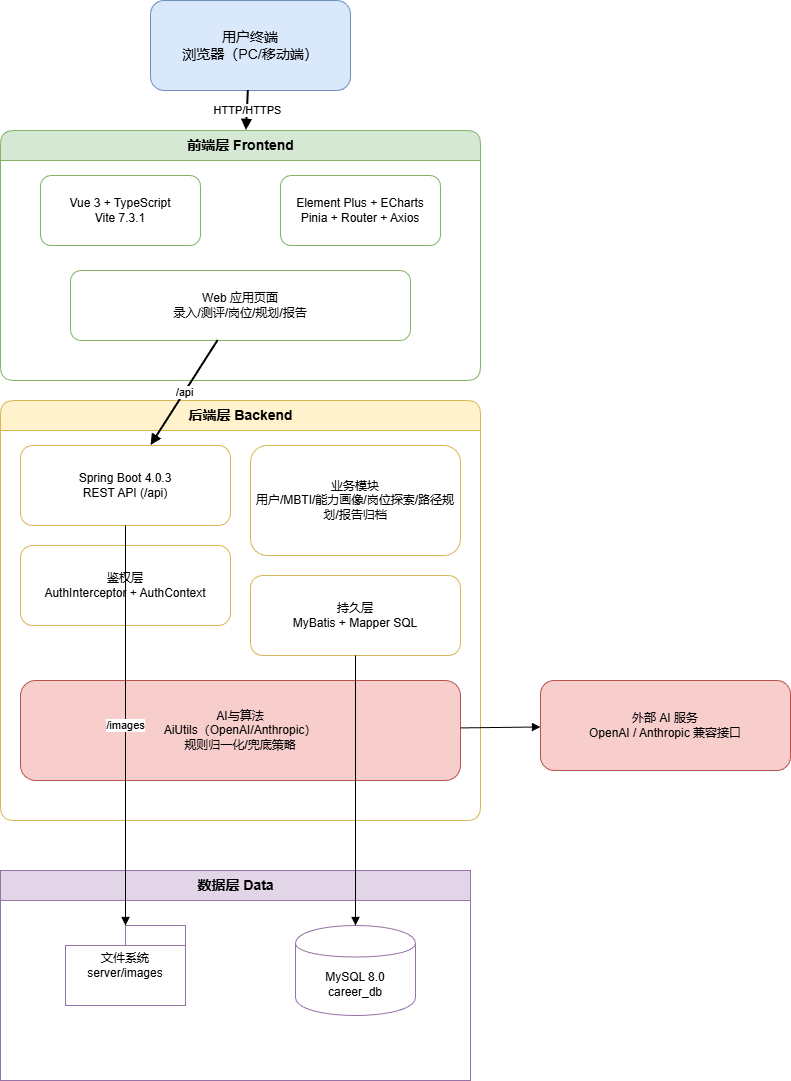 用户终端
浏览器（PC/移动端）
HTTP/HTTPS
前端层 Frontend
Vue 3 + TypeScript
Vite 7.3.1
Element Plus + ECharts
Pinia + Router + Axios
Web 应用页面
录入/测评/岗位/规划/报告
/api
后端层 Backend
Spring Boot 4.0.3
REST API (/api)
业务模块
用户/MBTI/能力画像/岗位探索/路径规
划/报告归档
鉴权层
AuthInterceptor + AuthContext
持久层
MyBatis + Mapper SQL
AI与算法
AiUtils（OpenAI/Anthropic）
规则归一化/兜底策略
/images
外部 AI 服务
OpenAI / Anthropic 兼容接口
数据层 Data
文件系统
server/images
MySQL 8.0
career_db